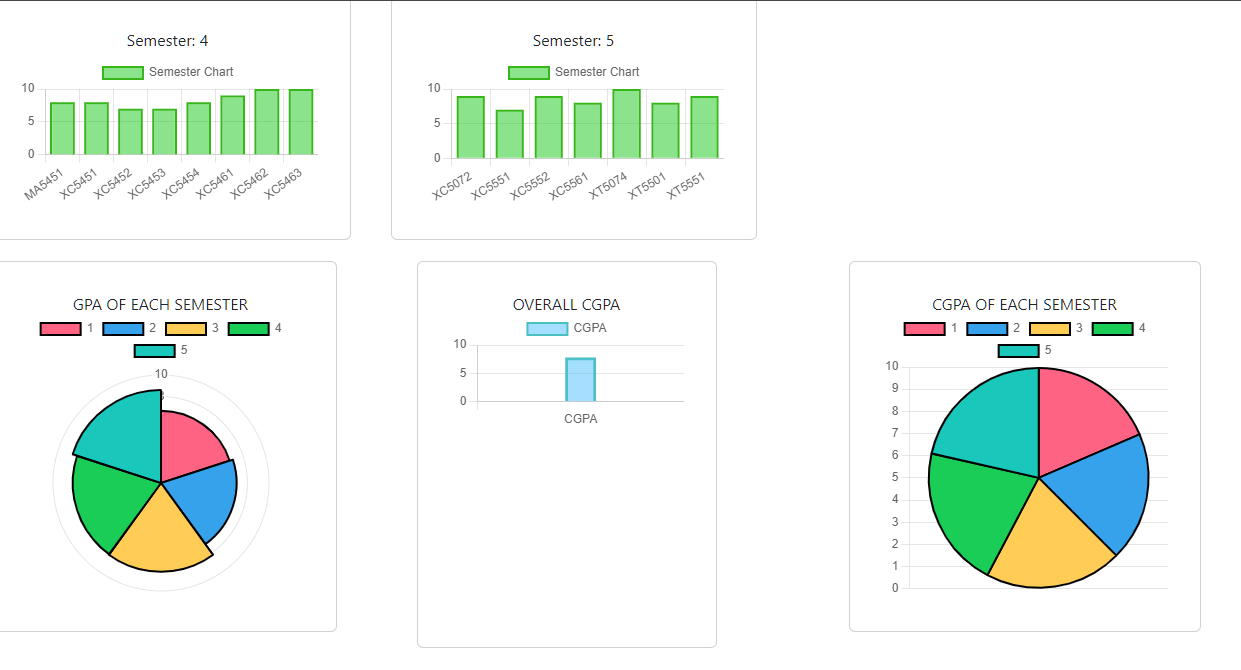 Semester: 4
Semester Chart
10
5
0
MA5451 XC5451 XC5452 XC5453 XC5454 XC5461 XC5462 XC5463
Semester: 5
Semester Chart
10
5
0
XC5072 XC5551 XC5552 XC5561 XT5074 XT5501 XT5551
GPA OF EACH SEMESTER
1 2 3 4
5
10
OVERALL CGPA
CGPA
10
5
0
CGPA
CGPA OF EACH SEMESTER
1 2 3 4
5
10
9
8
7
6
5
4
3
2
1
0